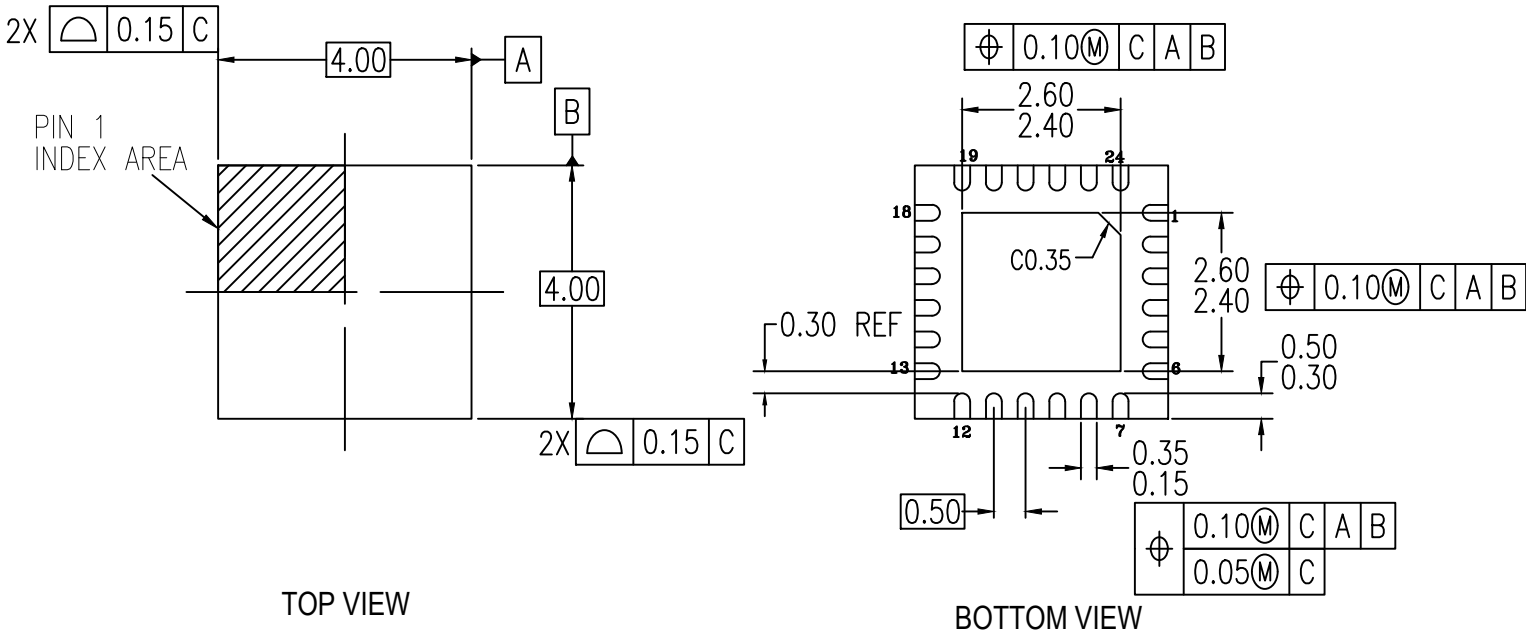 2X 0.15 C
4.00
A
B
PIN 1
INDEX AREA
4.00
2X 0.15 C
TOP VIEW
0.10Ⓜ C A B
2.60
2.40
19 24
18 1
C0.35
2.60
2.40
0.10Ⓜ C A B
0.30 REF
13 6
0.50
0.30
12 7
0.35
0.15
0.50
0.10Ⓜ C A B
0.05Ⓜ C
BOTTOM VIEW